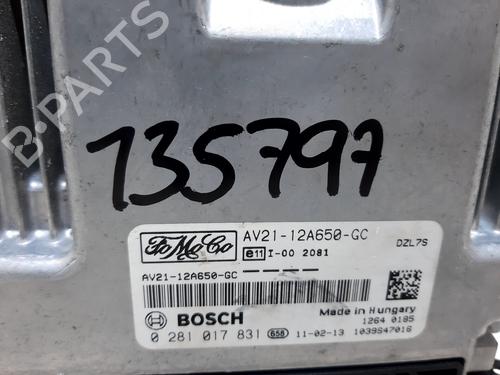 B-PARTS
135797
FoMoCo
AV21-12A650-GC
DZL7S
e11 I-00 2081
AV21-12A650-GC
BOSCH
Made in Hungary
1264 0185
0 281 017 831 658 11-02-13 1039S47016